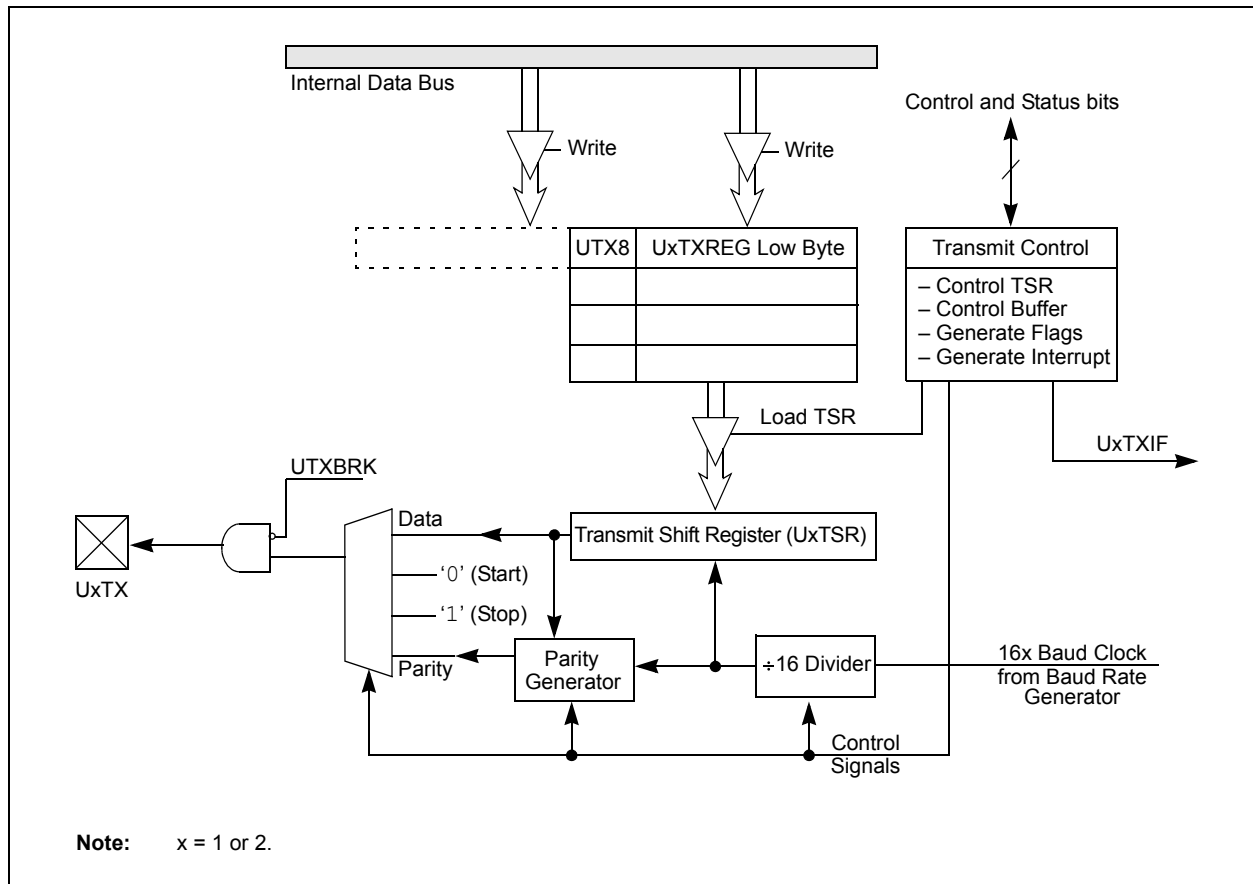 Internal Data Bus
Control and Status bits
Write
Write
UTX8
UxTXREG Low Byte
Transmit Control
– Control TSR
– Control Buffer
– Generate Flags
– Generate Interrupt
Load TSR
UxTXIF
UTXBRK
Data
Transmit Shift Register (UxTSR)
UxTX
‘0’ (Start)
‘1’ (Stop)
Parity
Parity
Generator
÷16 Divider
16x Baud Clock
from Baud Rate
Generator
Control
Signals
Note: x = 1 or 2.